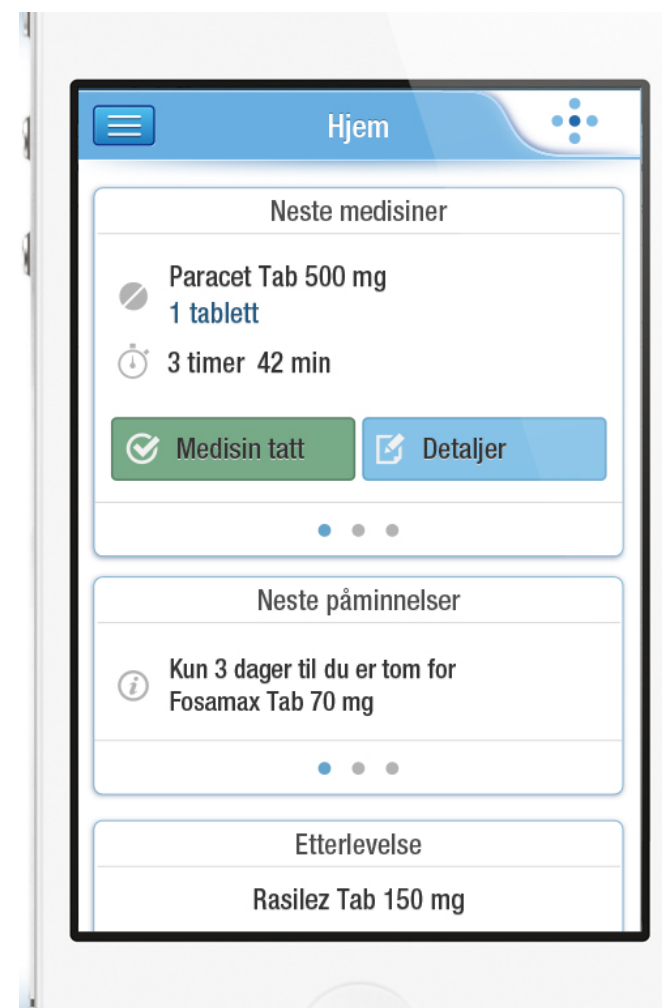 Hjem
Neste medisiner
Paracet Tab 500 mg
1 tablett
3 timer 42 min
Medisin tatt
Detaljer
Neste påminnelser
Kun 3 dager til du er tom for
Fosamax Tab 70 mg
Etterlevelse
Rasilez Tab 150 mg